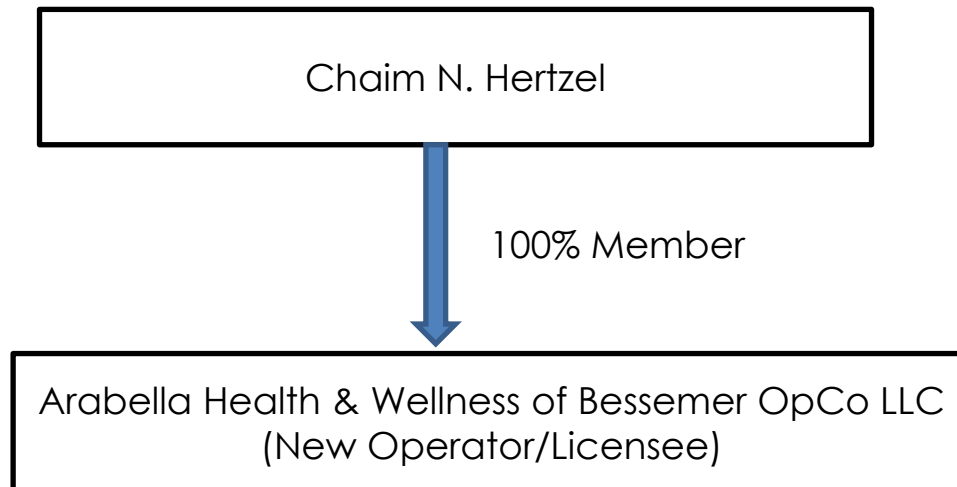 Chaim N. Hertzel
100% Member
Arabella Health & Wellness of Bessemer OpCo LLC
(New Operator/Licensee)